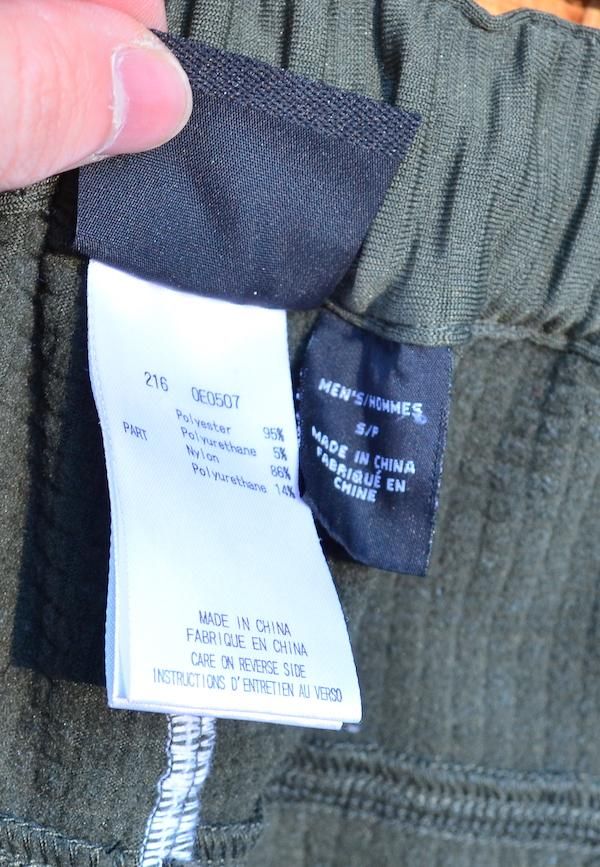 216 0E0507
Polyester 95%
PART Polyurethane 5%
Nylon 86%
Polyurethane 14%
MADE IN CHINA
FABRIQUE EN CHINA
CARE ON REVERSE SIDE
INSTRUCTIONS D'ENTRETIEN AU VERSO
MEN'S/HOMMES
S/P
MADE IN CHINA
FABRIQUÉ EN
CHINE